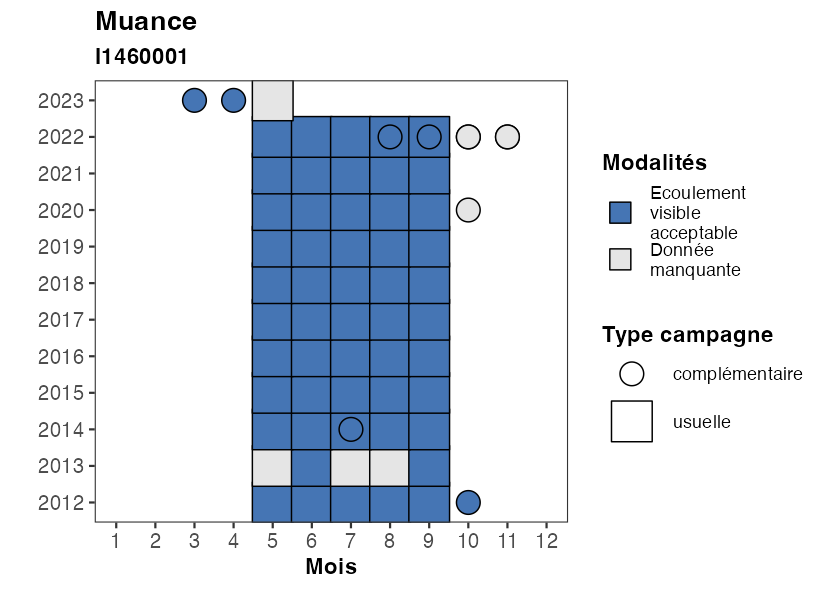 Muance
I1460001
2023
2022
2021
2020
2019
2018
2017
2016
2015
2014
2013
2012
1 2 3 4 5 6 7 8 9 10 11 12
Mois
Modalités
Ecoulement
visible
acceptable
Donnée
manquante
Type campagne
complémentaire
usuelle